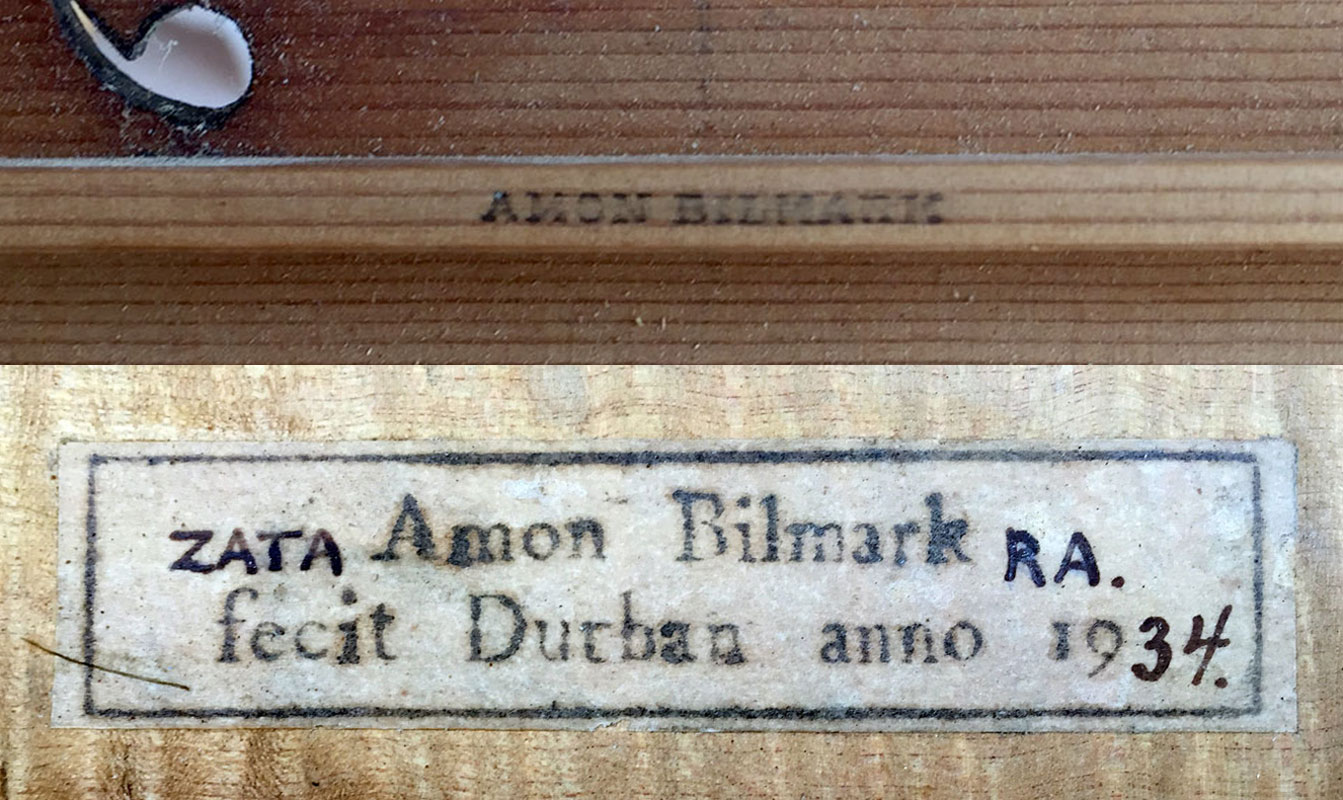 AMON BILMARK
ZATA Amon Bilmark RA.
fecit Durban anno 1934.